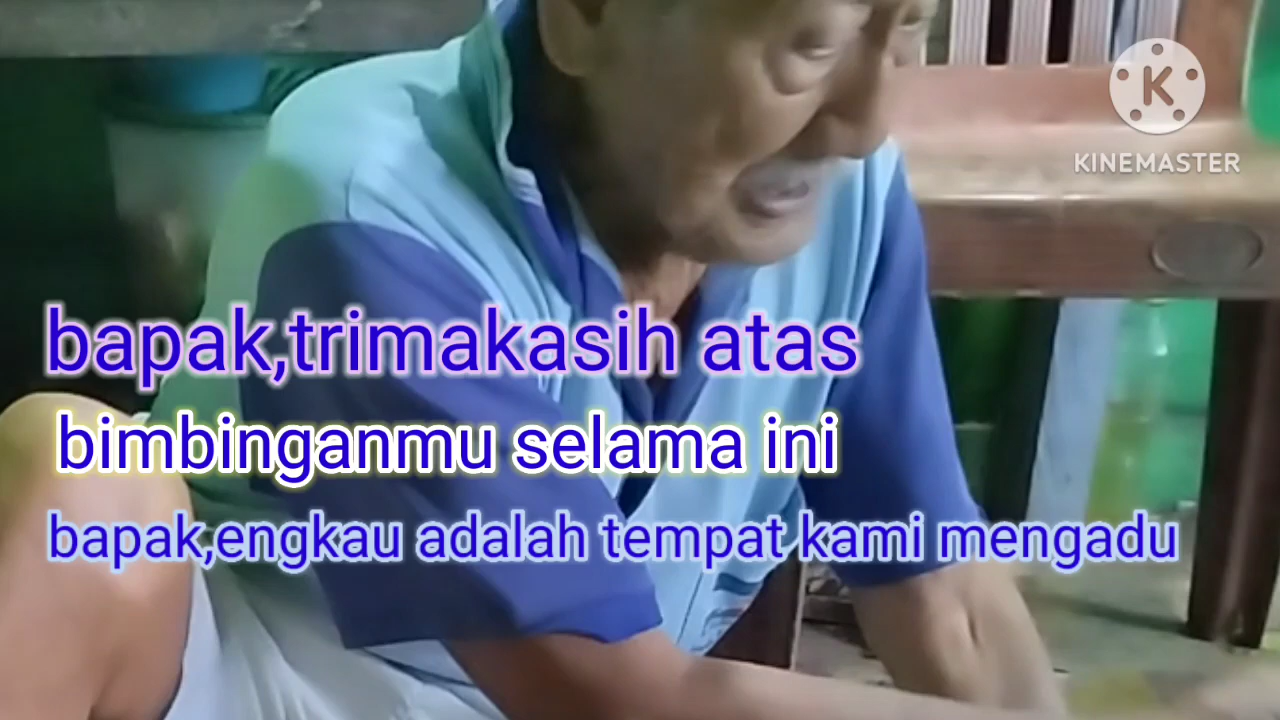 KINEMASTER
bapak,trimakasih atas
bimbinganmu selama ini
bapak,engkau adalah tempat kami mengadu